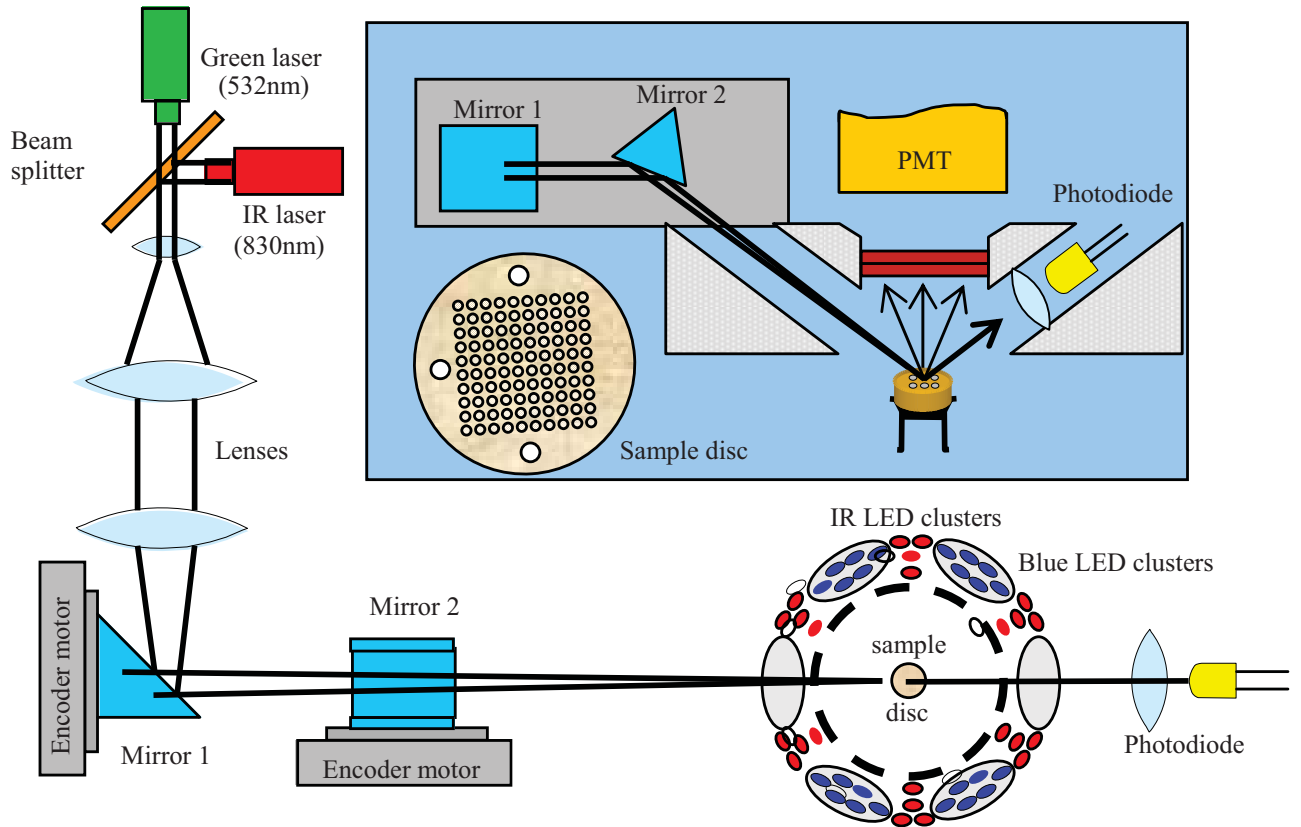 Green laser
(532nm)
Beam
splitter
IR laser
(830nm)
Lenses
Mirror 1
Mirror 2
PMT
Photodiode
Sample disc
IR LED clusters
Blue LED clusters
Encoder motor
Mirror 1
Mirror 2
Encoder motor
sample
disc
Photodiode